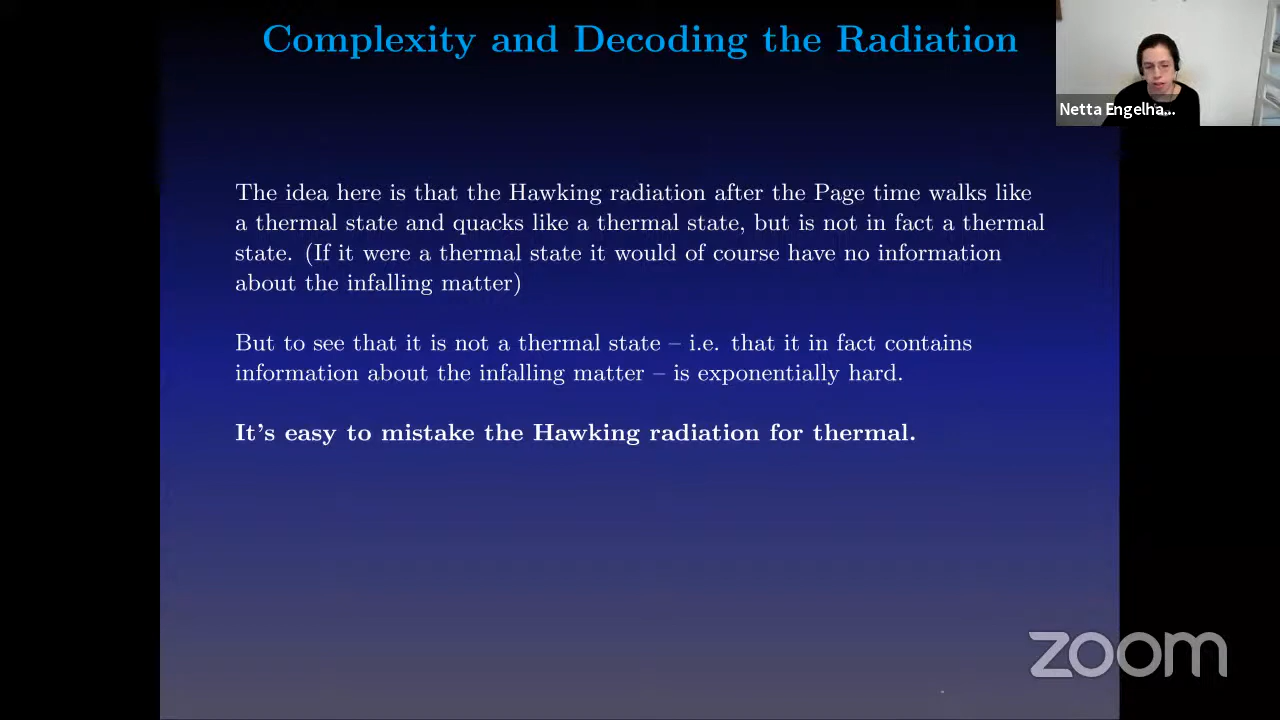 Complexity and Decoding the Radiation
Netta Engelha...
The idea here is that the Hawking radiation after the Page time walks like
a thermal state and quacks like a thermal state, but is not in fact a thermal
state. (If it were a thermal state it would of course have no information
about the infalling matter)
But to see that it is not a thermal state – i.e. that it in fact contains
information about the infalling matter – is exponentially hard.
It's easy to mistake the Hawking radiation for thermal.
zoom